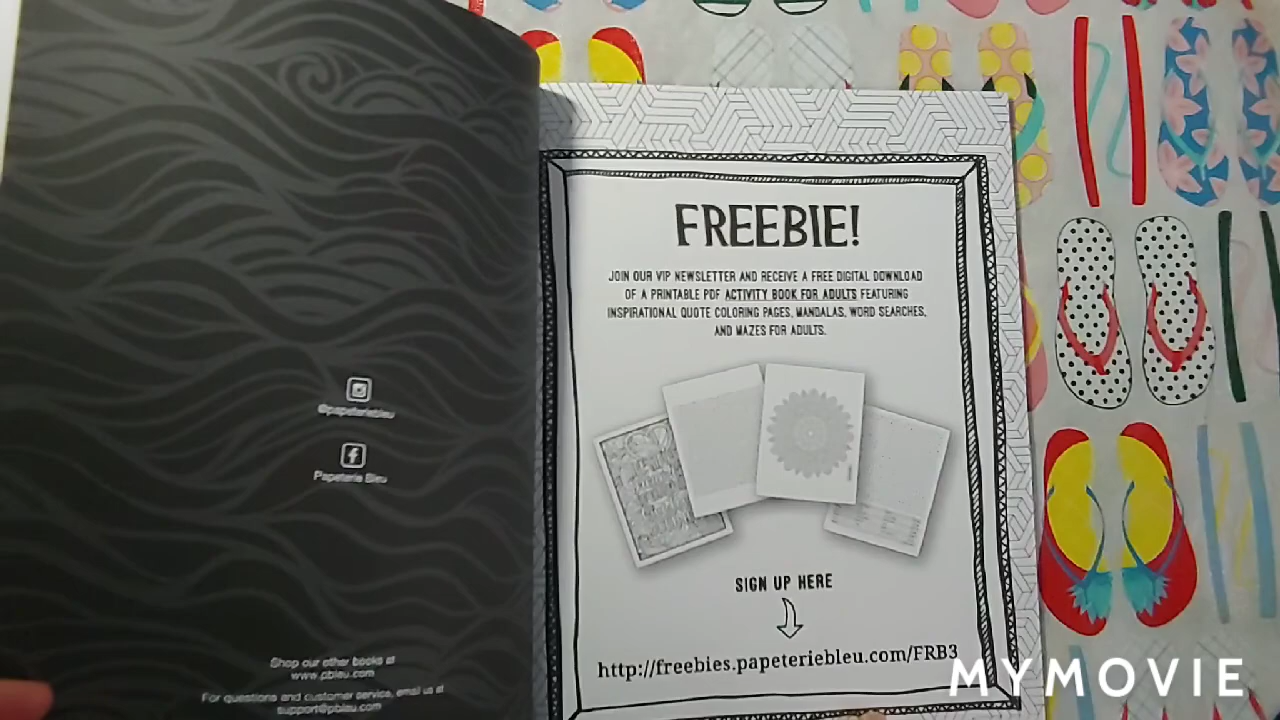 @papeteriebleu
Papeterie Bleu
Shop our other books at
www.pbleu.com
For questions and customer service, email us at
support@pbleu.com
FREEBIE!
JOIN OUR VIP NEWSLETTER AND RECEIVE A FREE DIGITAL DOWNLOAD
OF A PRINTABLE PDF ACTIVITY BOOK FOR ADULTS FEATURING
INSPIRATIONAL QUOTE COLORING PAGES, MANDALAS, WORD SEARCHES,
AND MAZES FOR ADULTS.
SIGN UP HERE
http://freebies.papeteriebleu.com/FRB3
MYMOVIE